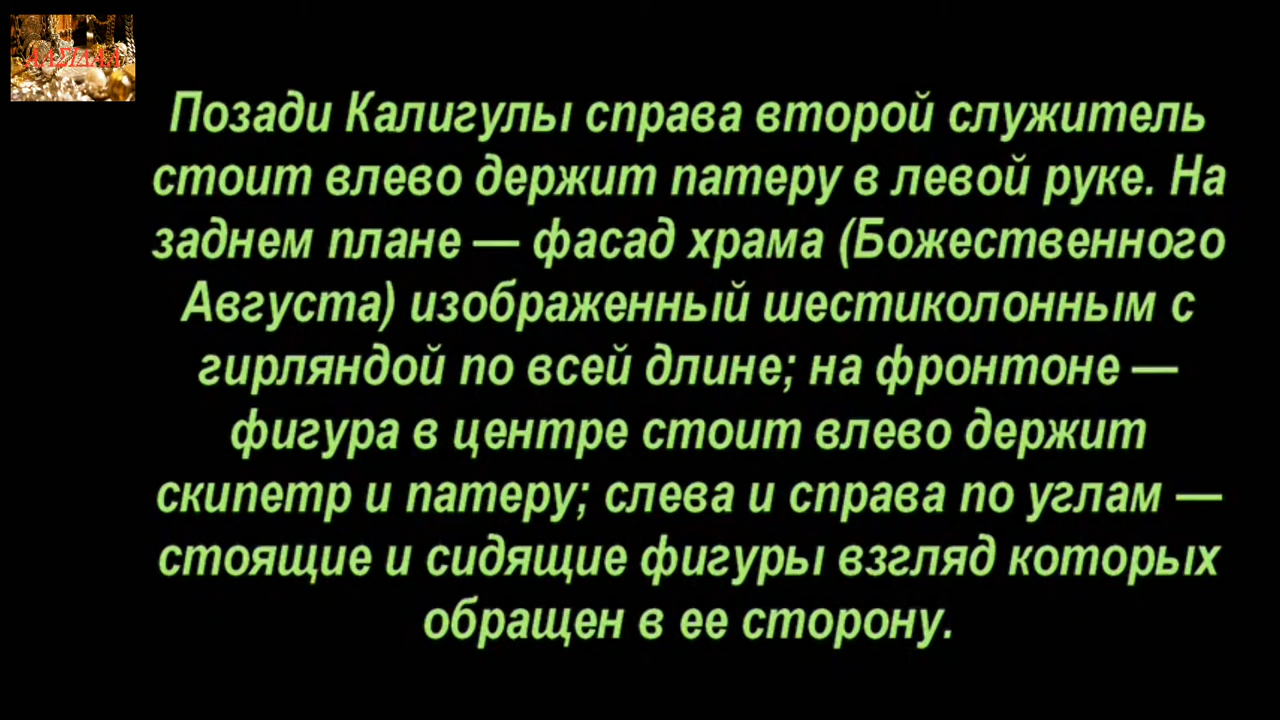 Позади Калигулы справа второй служитель
стоит влево держит патеру в левой руке. На
заднем плане — фасад храма (Божественного
Августа) изображенный шестиколонным с
гирляндой по всей длине; на фронтоне —
фигура в центре стоит влево держит
скипетр и патеру; слева и справа по углам —
стоящие и сидящие фигуры взгляд которых
обращен в ее сторону.